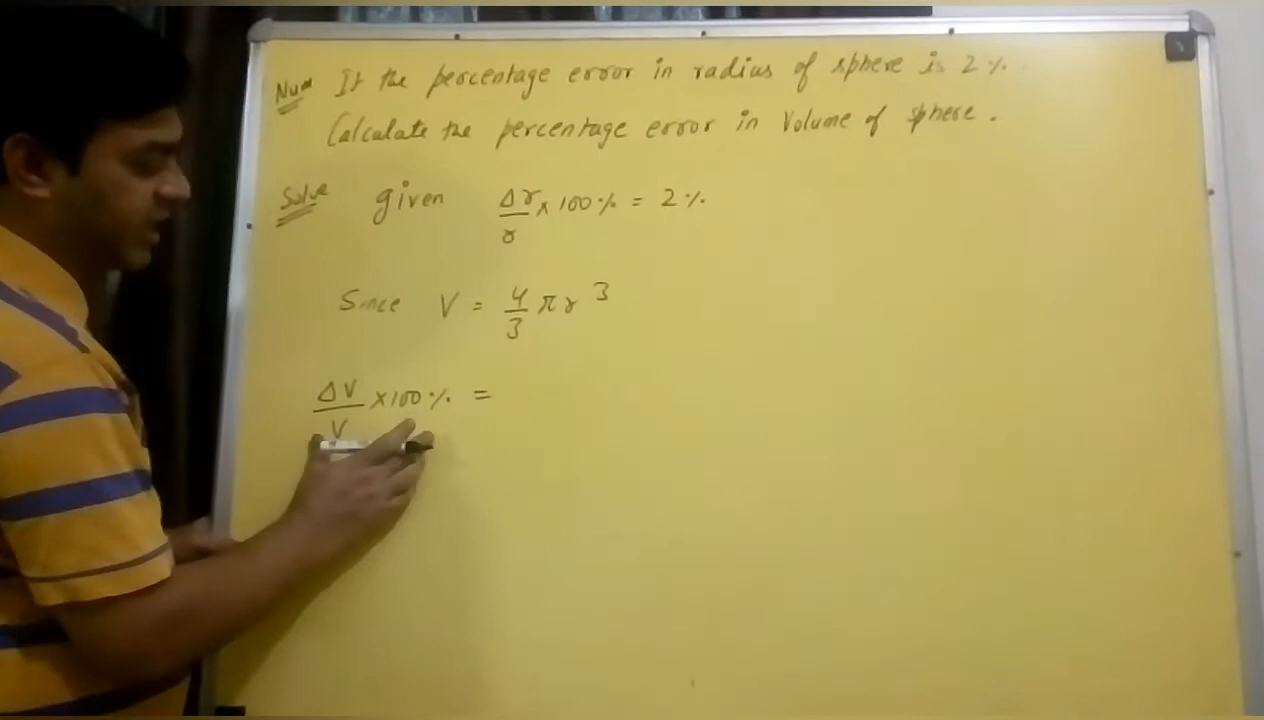 Num If the percentage error in radius of sphere is 2%.
Calculate the percentage error in Volume of sphere.
Solve given Δr/r × 100% = 2%
Since V = 4/3 πr³
ΔV/V × 100% =